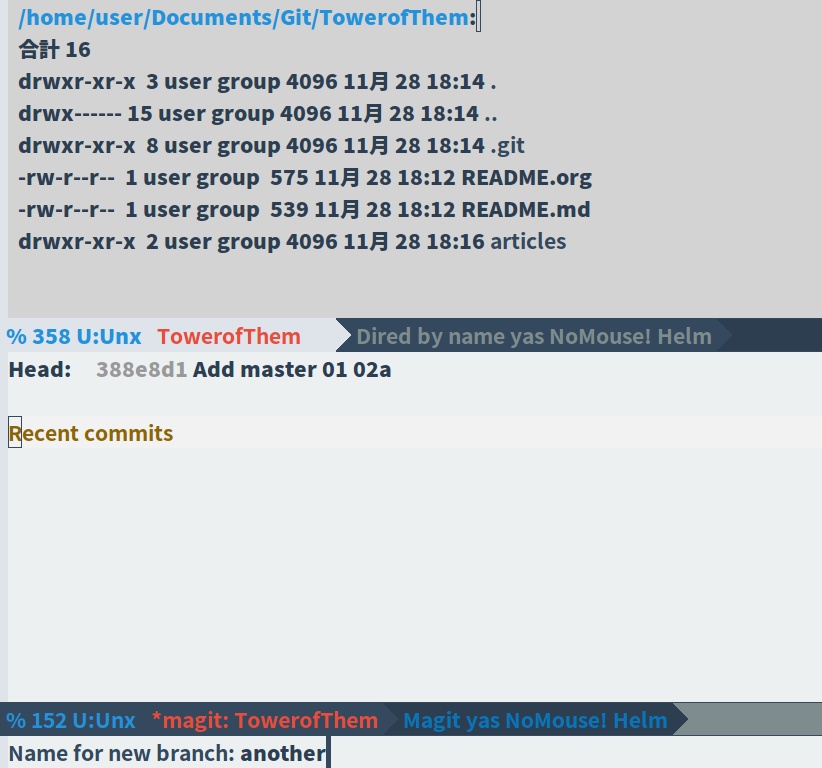 /home/user/Documents/Git/TowerofThem:
合計 16
drwxr-xr-x  3 user group 4096 11月 28 18:14 .
drwx------ 15 user group 4096 11月 28 18:14 ..
drwxr-xr-x  8 user group 4096 11月 28 18:14 .git
-rw-r--r--  1 user group  575 11月 28 18:12 README.org
-rw-r--r--  1 user group  539 11月 28 18:12 README.md
drwxr-xr-x  2 user group 4096 11月 28 18:16 articles
% 358 U:Unx TowerofThem Dired by name yas NoMouse! Helm
Head: 388e8d1 Add master 01 02a
Recent commits
% 152 U:Unx *magit: TowerofThem Magit yas NoMouse! Helm
Name for new branch: another